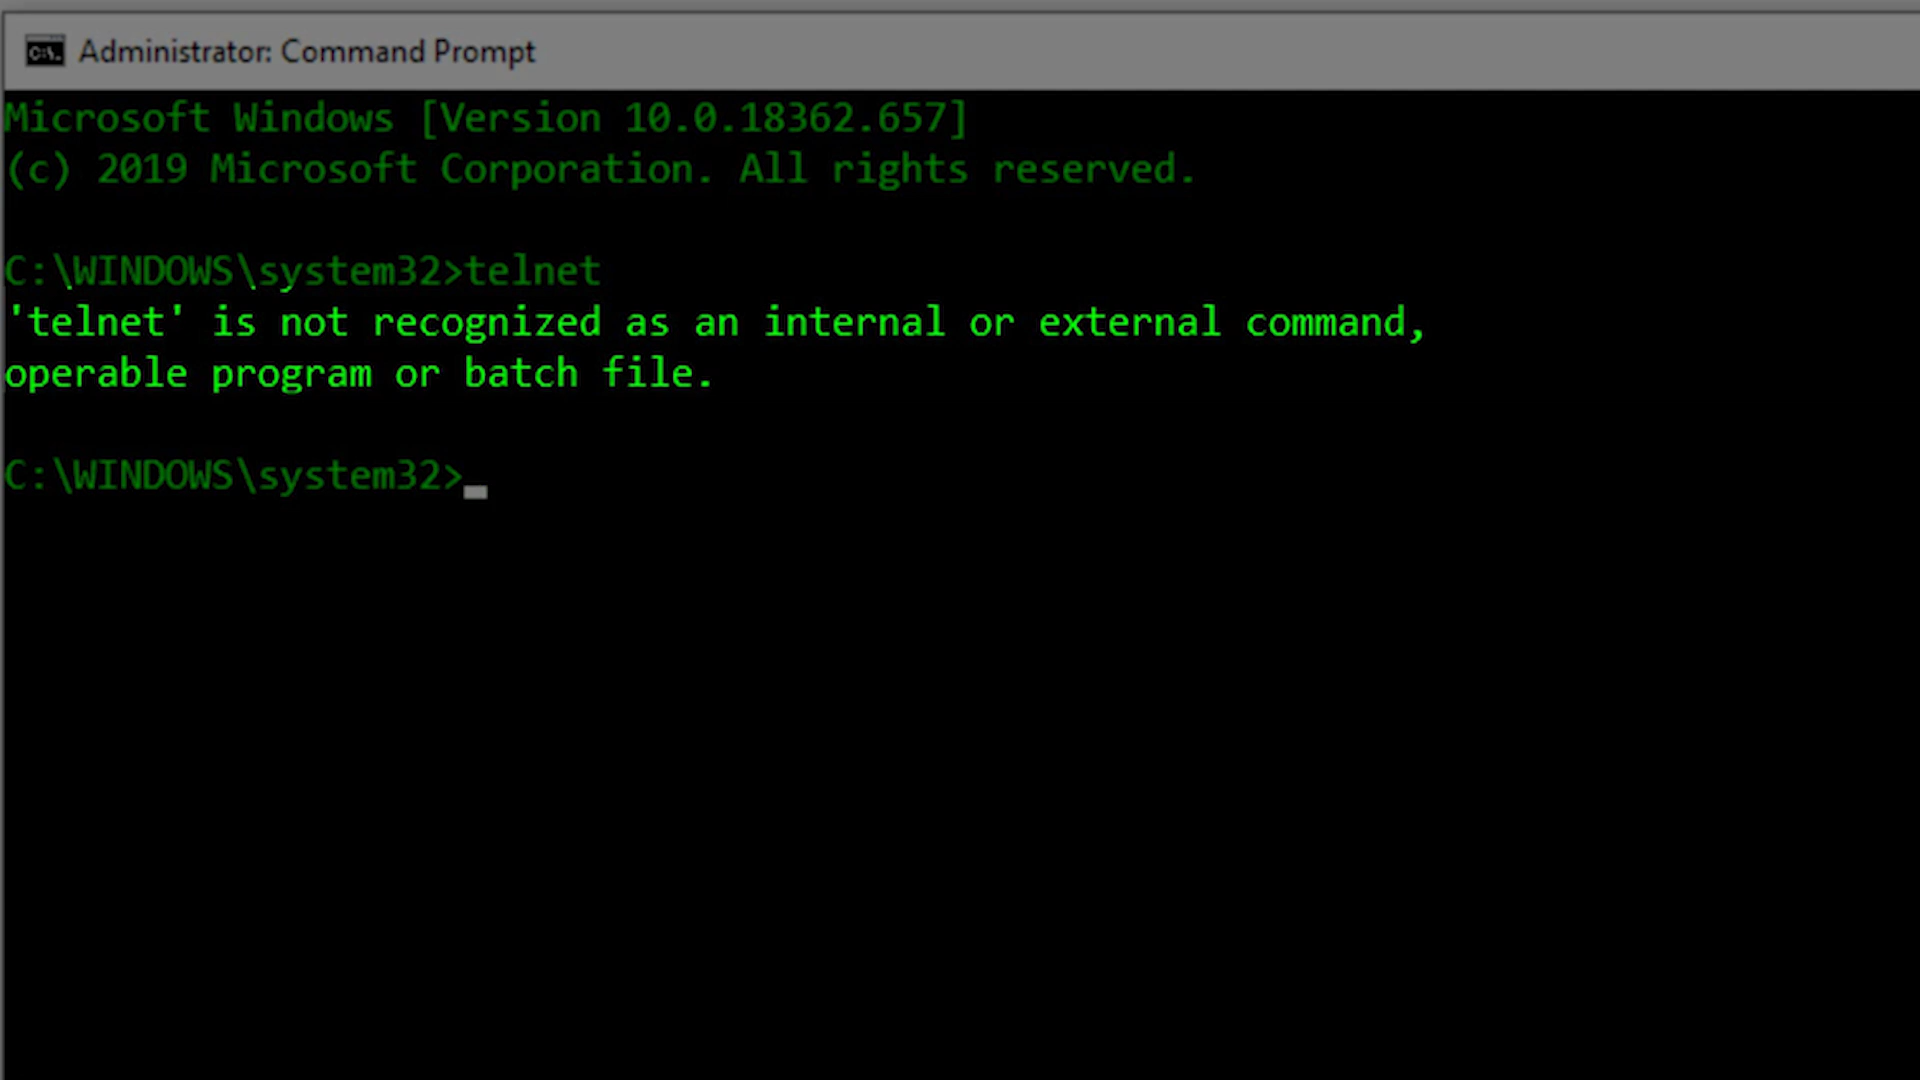 C:\.
Administrator: Command Prompt
Microsoft Windows [Version 10.0.18362.657]
(c) 2019 Microsoft Corporation. All rights reserved.
C:\WINDOWS\system32>telnet
'telnet' is not recognized as an internal or external command,
operable program or batch file.
C:\WINDOWS\system32>